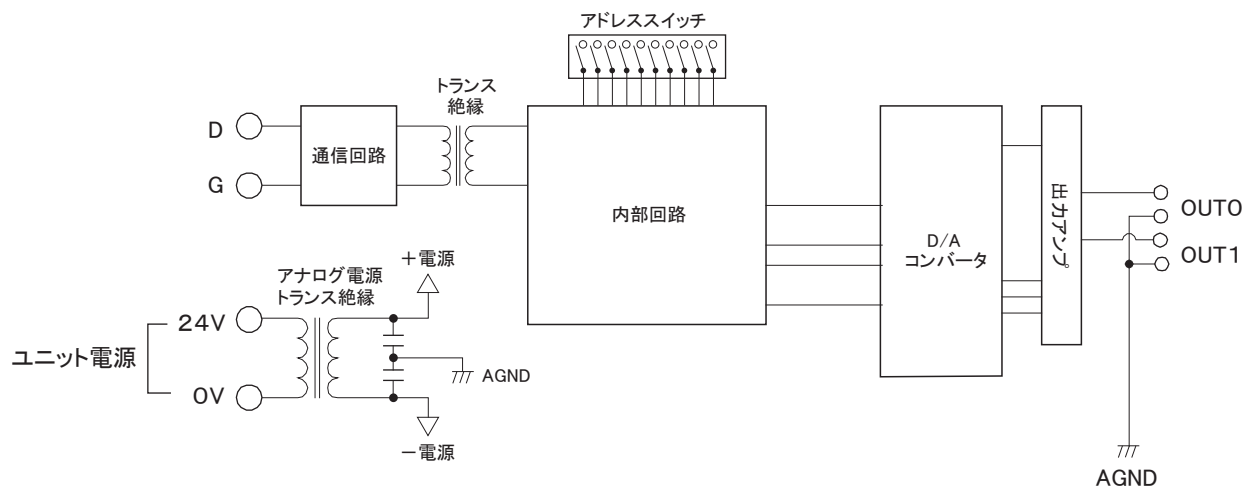 アドレススイッチ
トランス
絶縁
D
G
通信回路
内部回路
D/A
コンバータ
出力アンプ
OUT0
OUT1
AGND
アナログ電源
トランス絶縁
+電源
24V
ユニット電源
0V
AGND
−電源